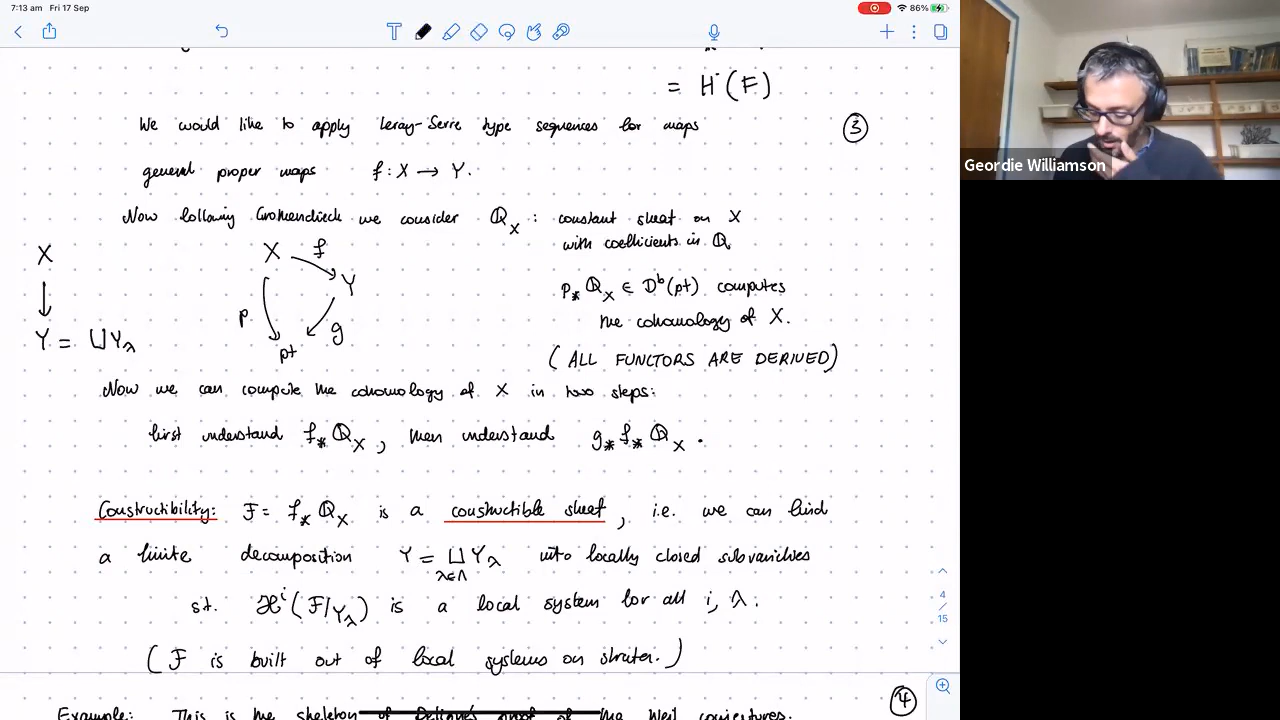 7:13 am Fri 17 Sep
86%
= H·(F)
We would like to apply Leray-Serre type sequences for maps
③
general proper maps f: X → Y.
Now following Grothendieck we consider ℚ_X : constant sheaf on X
with coefficients in ℚ
X
X f
Y
p_* ℚ_X ∈ D^b(pt) computes
the cohomology of X.
p g
Y = ⊔Y_λ
pt
(ALL FUNCTORS ARE DERIVED)
Now we can compute the cohomology of X in two steps:
first understand f_* ℚ_X, then understand g_* f_* ℚ_X.
Constructibility: F = f_* ℚ_X is a constructible sheaf, i.e. we can find
a finite decomposition Y = ⊔_{λ∈Λ} Y_λ into locally closed subvarieties
s.t. ℋ^i(F|_{Y_λ}) is a local system for all i, λ.
(F is built out of local systems on strata.)
4
/
15
④
Example: This is the skeleton of Deligne's proof of the Weil conjectures.
Geordie Williamson